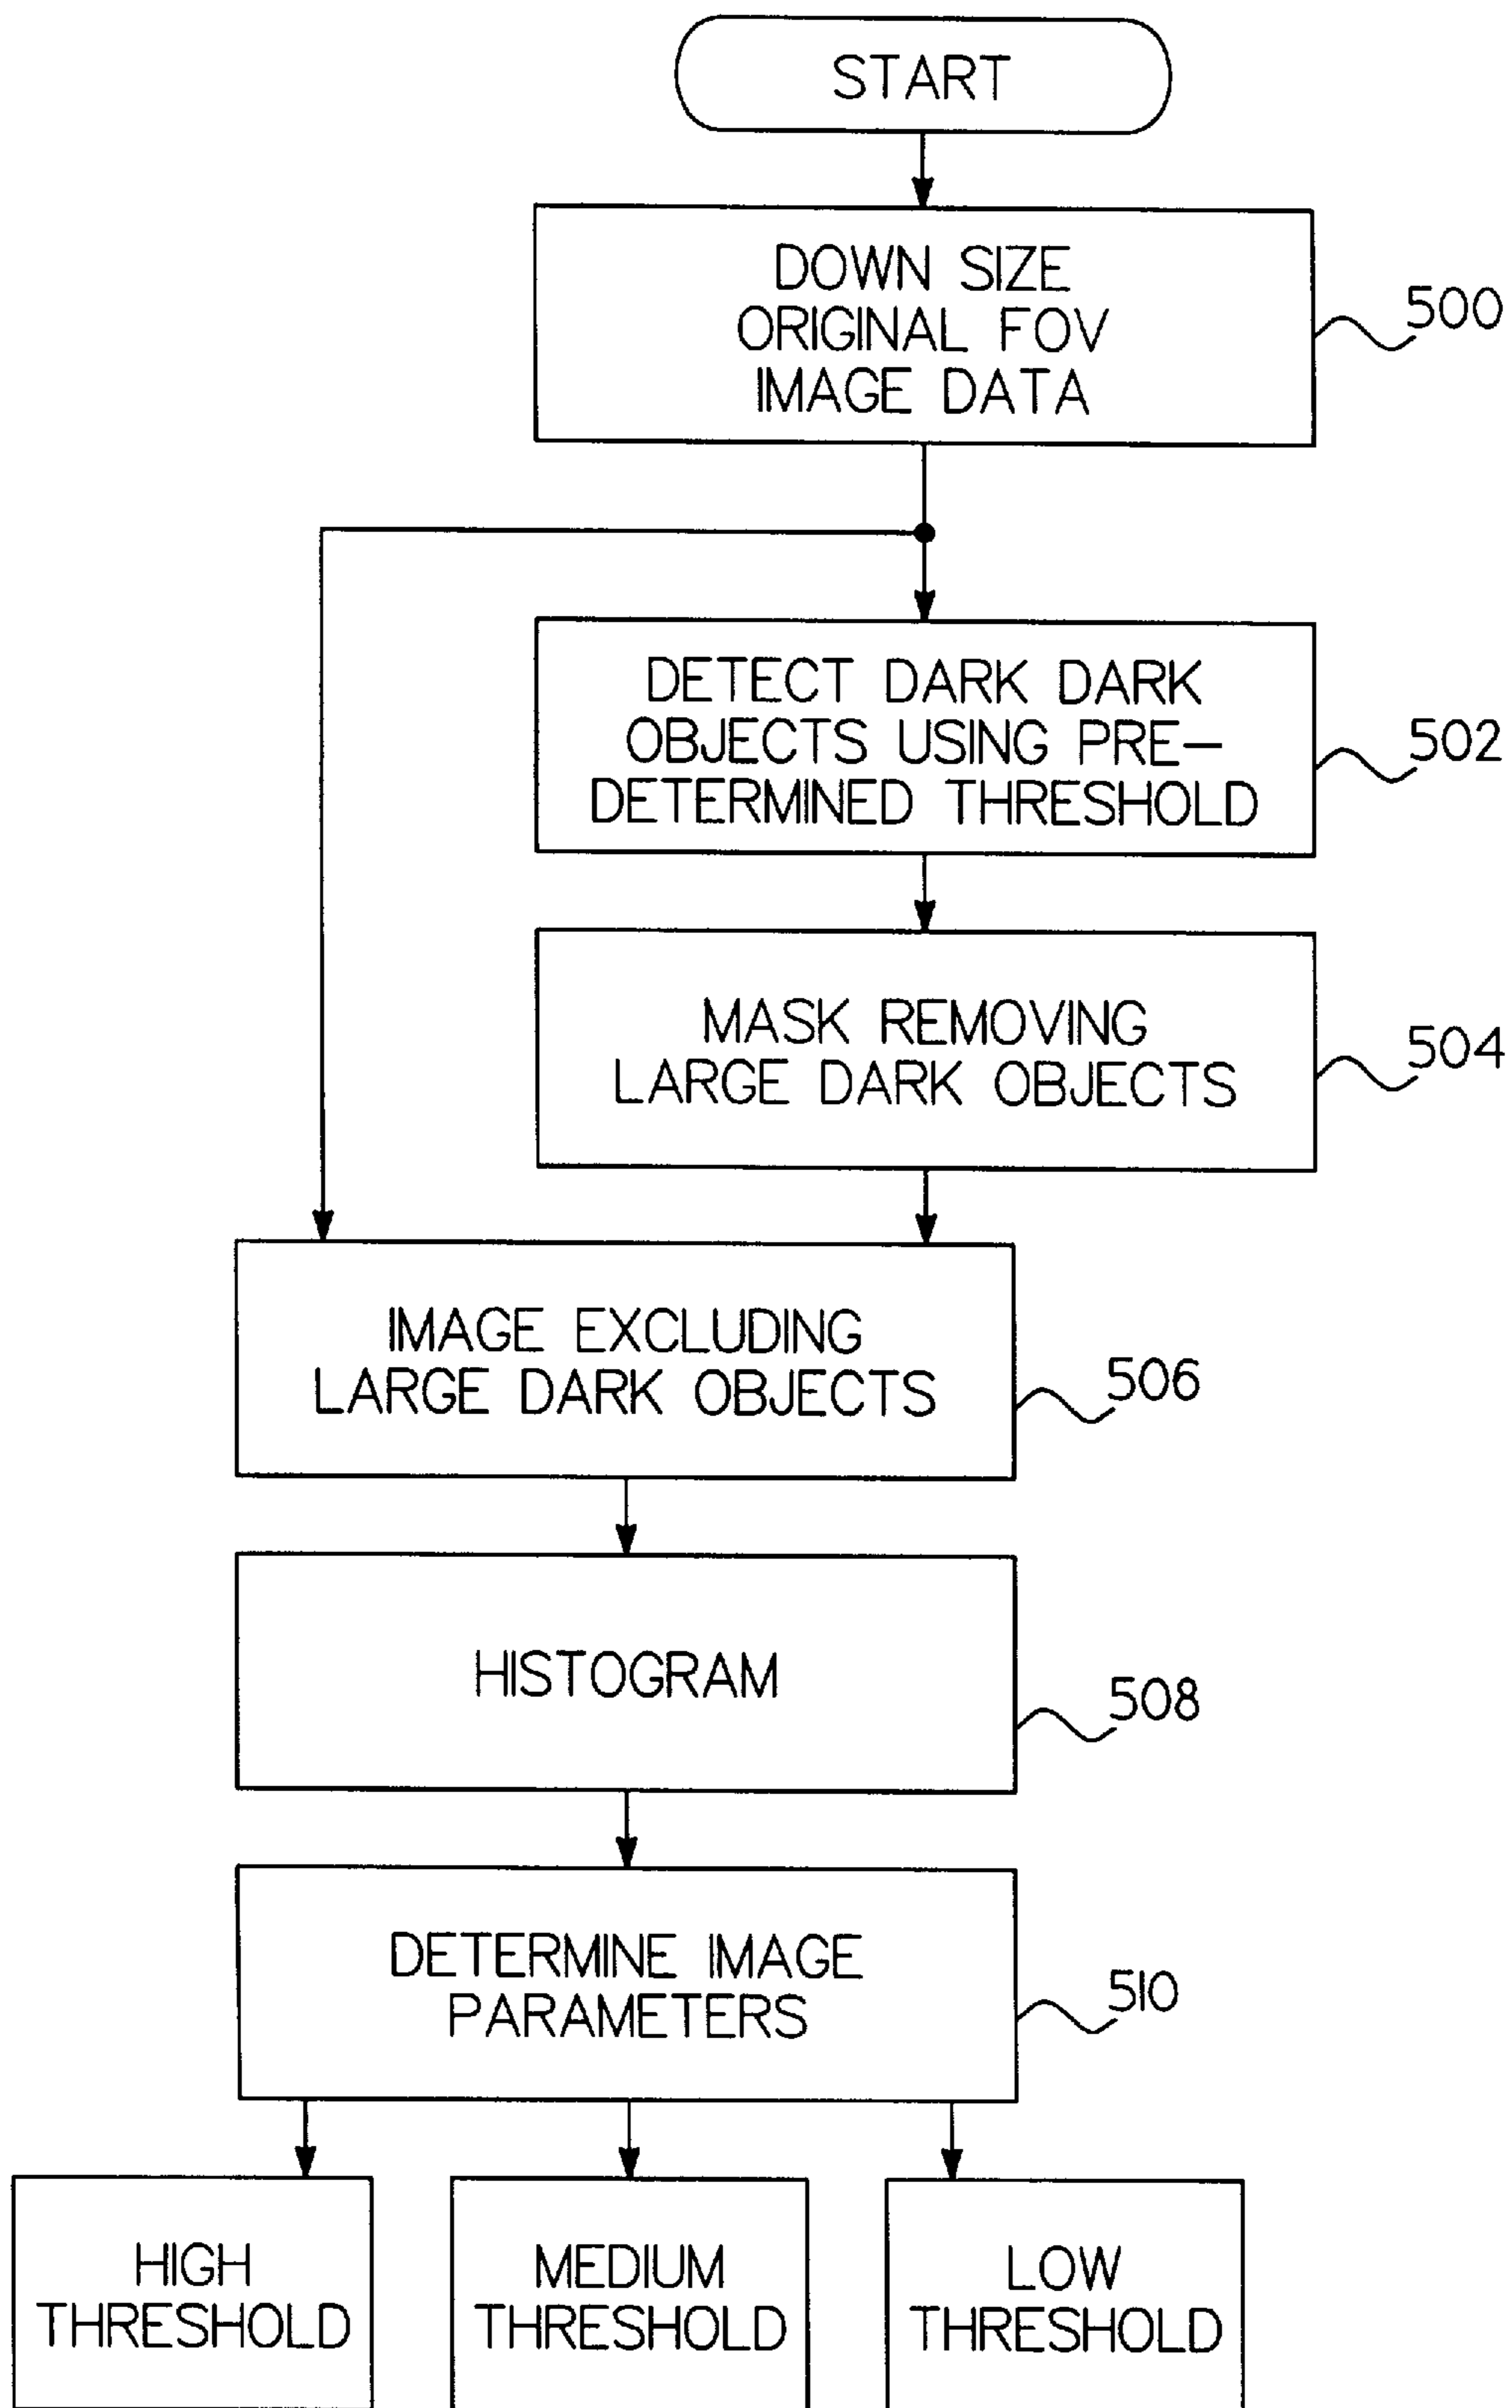 START
DOWN SIZE
ORIGINAL FOV
IMAGE DATA
500
DETECT DARK DARK
OBJECTS USING PRE-
DETERMINED THRESHOLD
502
MASK REMOVING
LARGE DARK OBJECTS
504
IMAGE EXCLUDING
LARGE DARK OBJECTS
506
HISTOGRAM
508
DETERMINE IMAGE
PARAMETERS
510
HIGH
THRESHOLD
MEDIUM
THRESHOLD
LOW
THRESHOLD